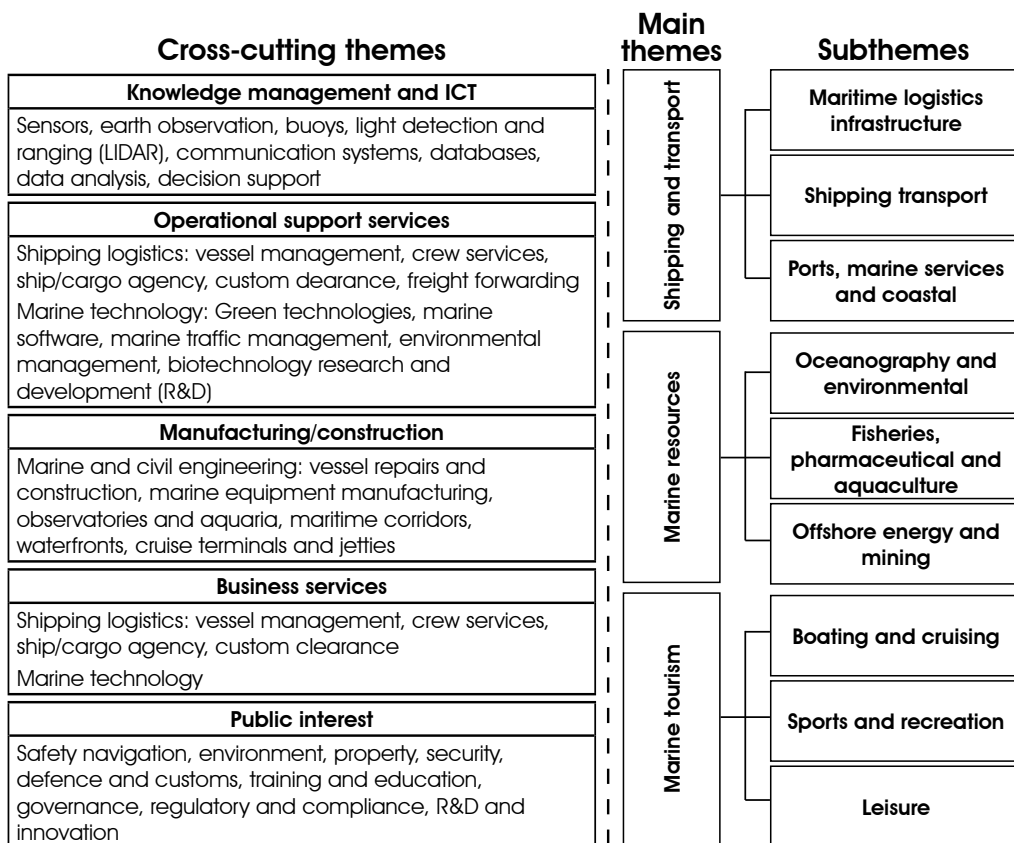 Cross-cutting themes
Knowledge management and ICT
Sensors, earth observation, buoys, light detection and
ranging (LIDAR), communication systems, databases,
data analysis, decision support
Operational support services
Shipping logistics: vessel management, crew services,
ship/cargo agency, custom dearance, freight forwarding
Marine technology: Green technologies, marine
software, marine traffic management, environmental
management, biotechnology research and
development (R&D)
Manufacturing/construction
Marine and civil engineering: vessel repairs and
construction, marine equipment manufacturing,
observatories and aquaria, maritime corridors,
waterfronts, cruise terminals and jetties
Business services
Shipping logistics: vessel management, crew services,
ship/cargo agency, custom clearance
Marine technology
Public interest
Safety navigation, environment, property, security,
defence and customs, training and education,
governance, regulatory and compliance, R&D and
innovation
Main
themes
Shipping and transport
Marine resources
Marine tourism
Subthemes
Maritime logistics
infrastructure
Shipping transport
Ports, marine services
and coastal
Oceanography and
environmental
Fisheries,
pharmaceutical and
aquaculture
Offshore energy and
mining
Boating and cruising
Sports and recreation
Leisure